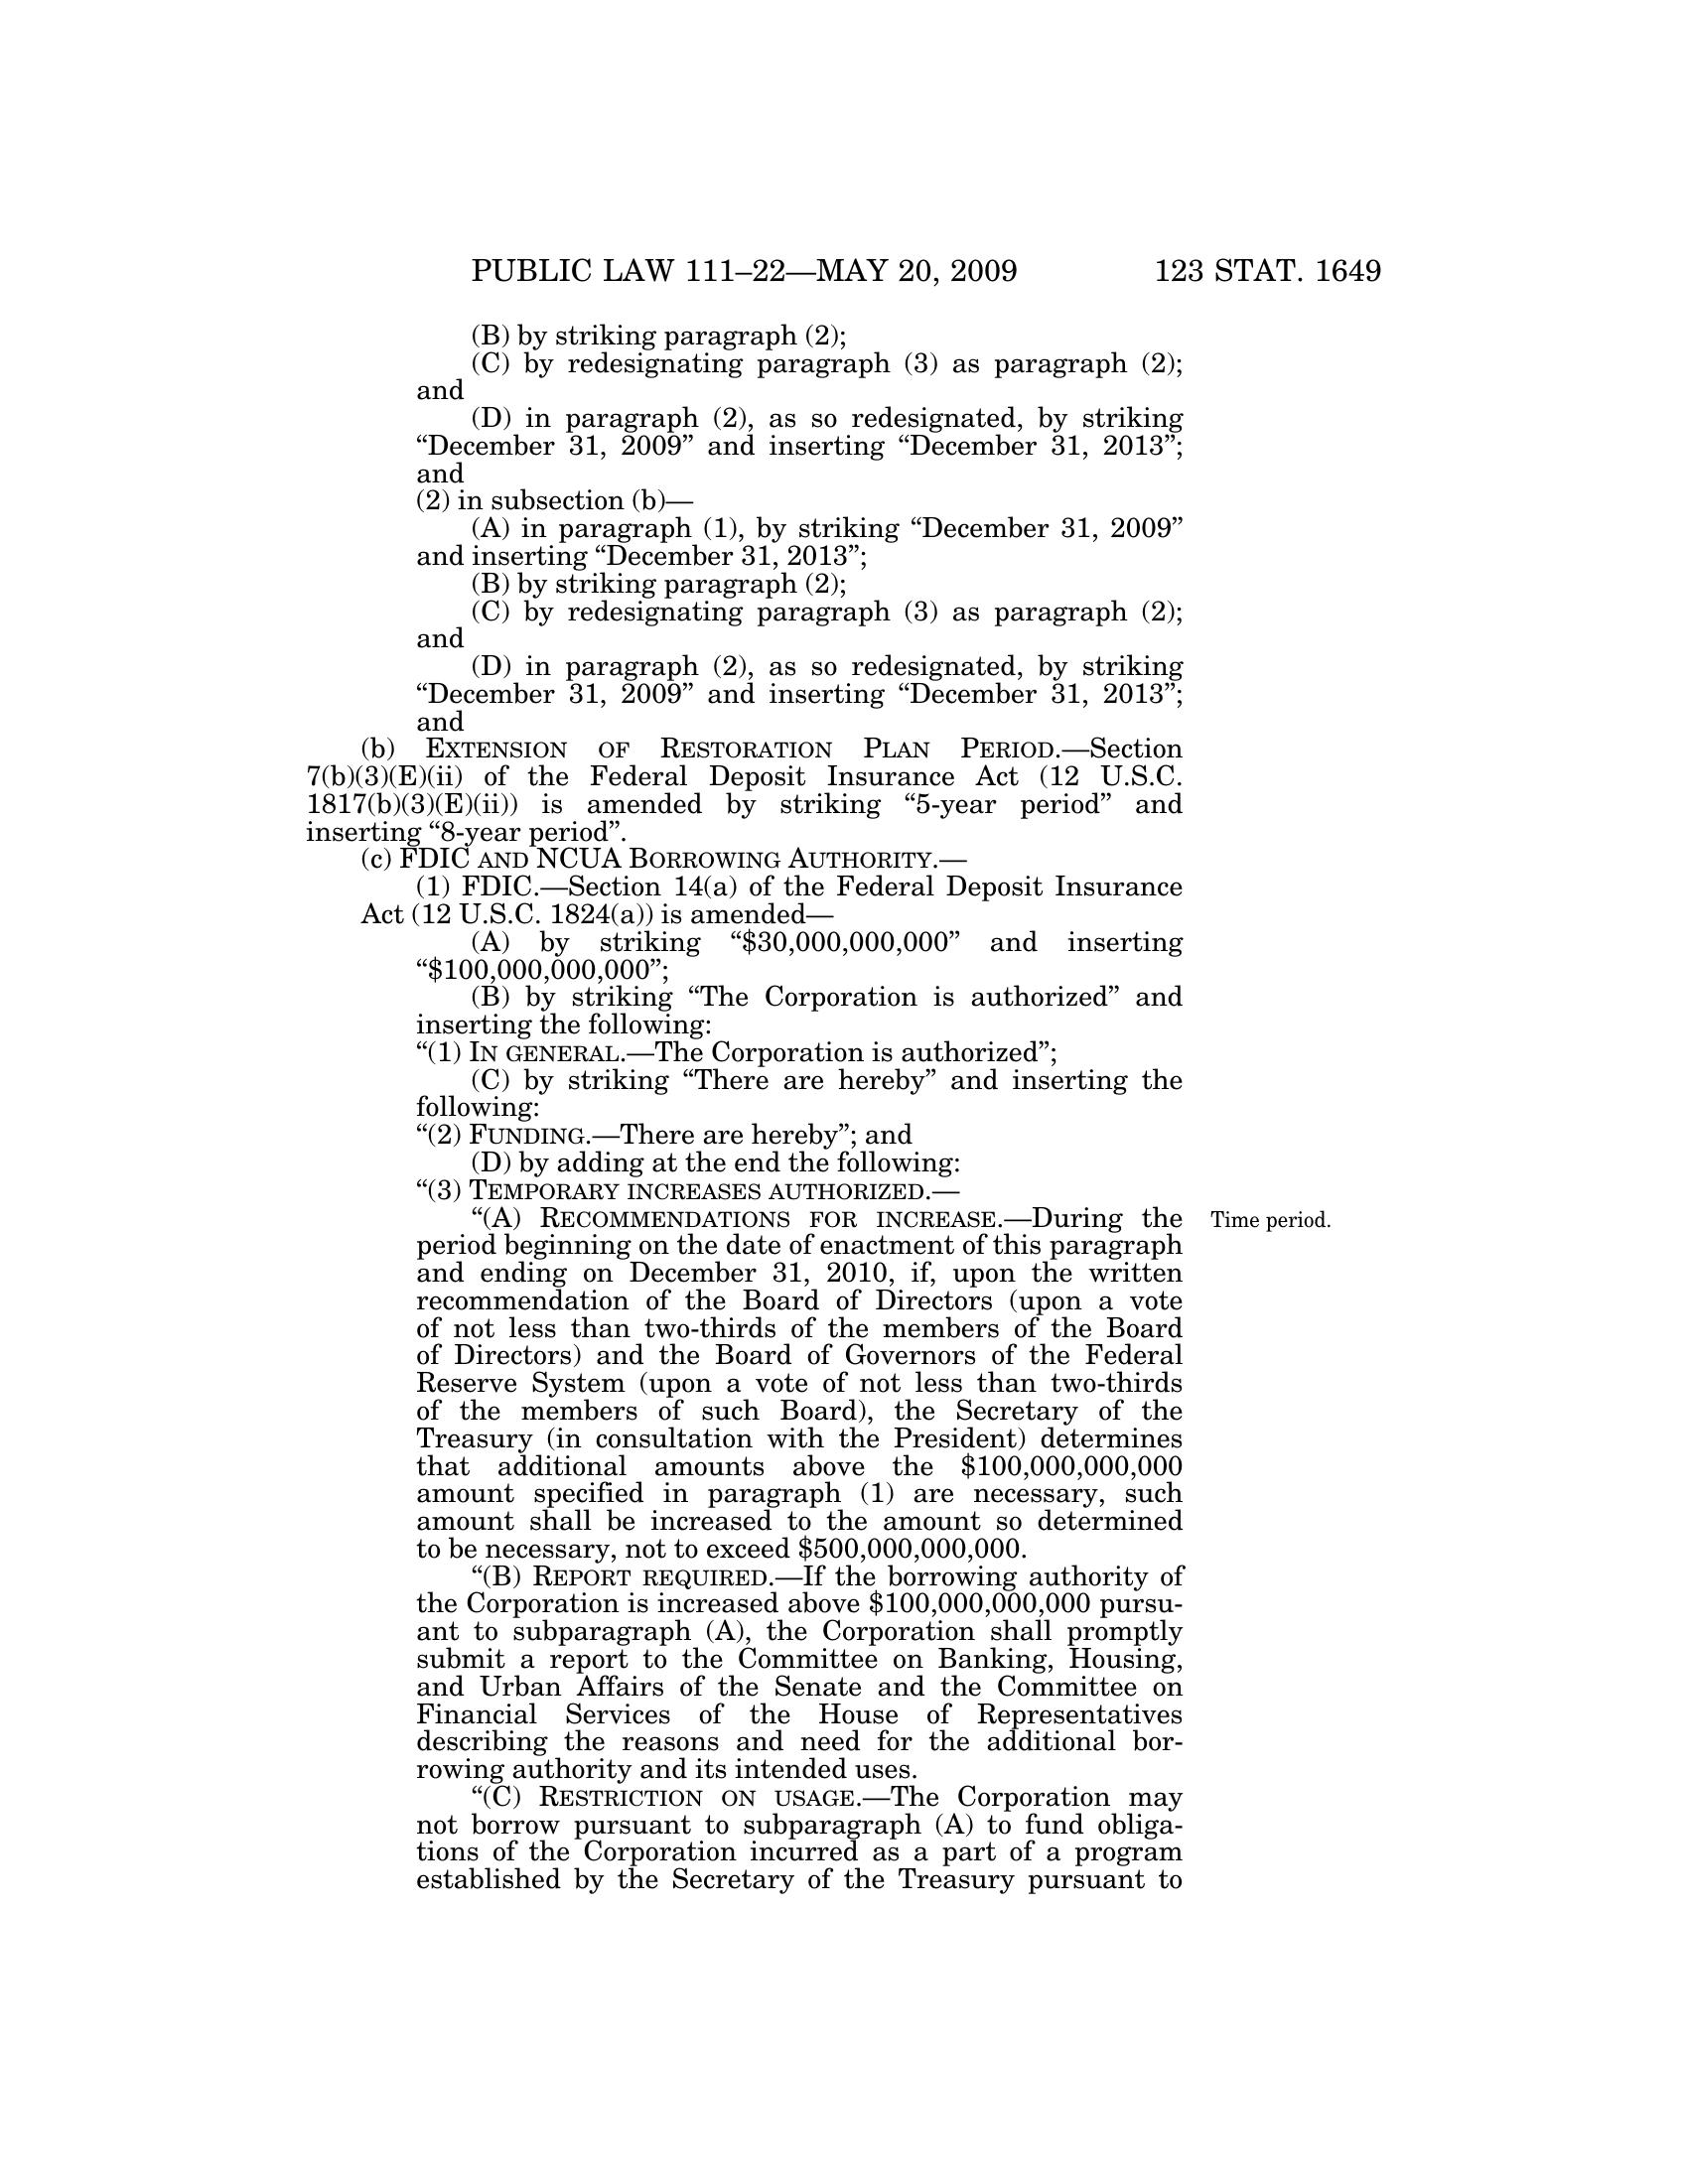 PUBLIC LAW 111–22—MAY 20, 2009 123 STAT. 1649
(B) by striking paragraph (2);
(C) by redesignating paragraph (3) as paragraph (2);
and
(D) in paragraph (2), as so redesignated, by striking
“December 31, 2009” and inserting “December 31, 2013”;
and
(2) in subsection (b)—
(A) in paragraph (1), by striking “December 31, 2009”
and inserting “December 31, 2013”;
(B) by striking paragraph (2);
(C) by redesignating paragraph (3) as paragraph (2);
and
(D) in paragraph (2), as so redesignated, by striking
“December 31, 2009” and inserting “December 31, 2013”;
and
(b) EXTENSION OF RESTORATION PLAN PERIOD.—Section
7(b)(3)(E)(ii) of the Federal Deposit Insurance Act (12 U.S.C.
1817(b)(3)(E)(ii)) is amended by striking “5-year period” and
inserting “8-year period”.
(c) FDIC AND NCUA BORROWING AUTHORITY.—
(1) FDIC.—Section 14(a) of the Federal Deposit Insurance
Act (12 U.S.C. 1824(a)) is amended—
(A) by striking “$30,000,000,000” and inserting
“$100,000,000,000”;
(B) by striking “The Corporation is authorized” and
inserting the following:
“(1) IN GENERAL.—The Corporation is authorized”;
(C) by striking “There are hereby” and inserting the
following:
“(2) FUNDING.—There are hereby”; and
(D) by adding at the end the following:
“(3) TEMPORARY INCREASES AUTHORIZED.—
“(A) RECOMMENDATIONS FOR INCREASE.—During the Time period.
period beginning on the date of enactment of this paragraph
and ending on December 31, 2010, if, upon the written
recommendation of the Board of Directors (upon a vote
of not less than two-thirds of the members of the Board
of Directors) and the Board of Governors of the Federal
Reserve System (upon a vote of not less than two-thirds
of the members of such Board), the Secretary of the
Treasury (in consultation with the President) determines
that additional amounts above the $100,000,000,000
amount specified in paragraph (1) are necessary, such
amount shall be increased to the amount so determined
to be necessary, not to exceed $500,000,000,000.
“(B) REPORT REQUIRED.—If the borrowing authority of
the Corporation is increased above $100,000,000,000 pursu-
ant to subparagraph (A), the Corporation shall promptly
submit a report to the Committee on Banking, Housing,
and Urban Affairs of the Senate and the Committee on
Financial Services of the House of Representatives
describing the reasons and need for the additional bor-
rowing authority and its intended uses.
“(C) RESTRICTION ON USAGE.—The Corporation may
not borrow pursuant to subparagraph (A) to fund obliga-
tions of the Corporation incurred as a part of a program
established by the Secretary of the Treasury pursuant to